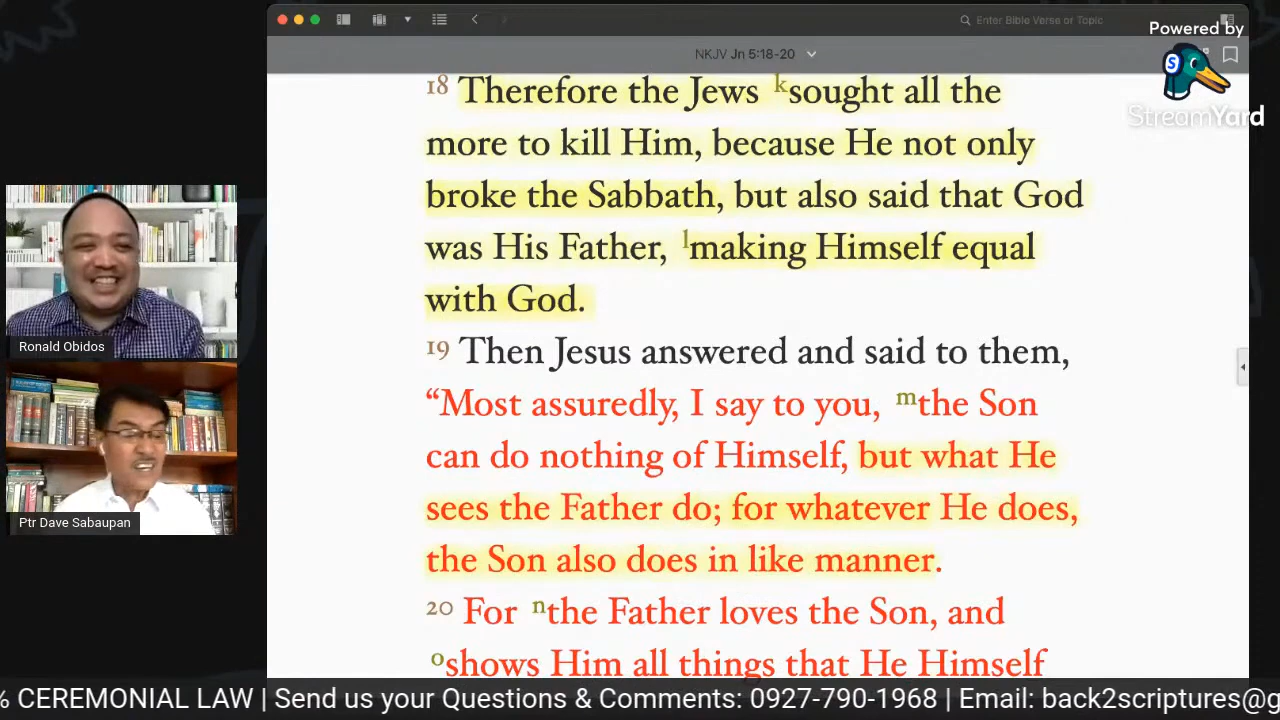 Enter Bible Verse or Topic
Powered by
StreamYard
NKJV Jn 5:18-20
18 Therefore the Jews ksought all the
more to kill Him, because He not only
broke the Sabbath, but also said that God
was His Father, lmaking Himself equal
with God.
19 Then Jesus answered and said to them,
“Most assuredly, I say to you, mthe Son
can do nothing of Himself, but what He
sees the Father do; for whatever He does,
the Son also does in like manner.
20 For nthe Father loves the Son, and
oshows Him all things that He Himself
Ronald Obidos
Ptr Dave Sabaupan
% CEREMONIAL LAW | Send us your Questions & Comments: 0927-790-1968 | Email: back2scriptures@g